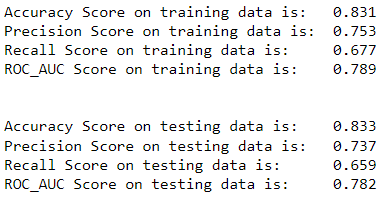 Accuracy Score on training data is: 0.831
Precision Score on training data is: 0.753
Recall Score on training data is: 0.677
ROC_AUC Score on training data is: 0.789
Accuracy Score on testing data is: 0.833
Precision Score on testing data is: 0.737
Recall Score on testing data is: 0.659
ROC_AUC Score on testing data is: 0.782